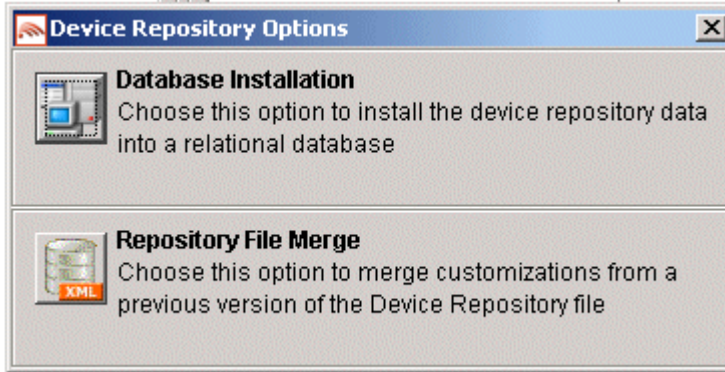 Device Repository Options
Database Installation
Choose this option to install the device repository data
into a relational database
Repository File Merge
XML
Choose this option to merge customizations from a
previous version of the Device Repository file